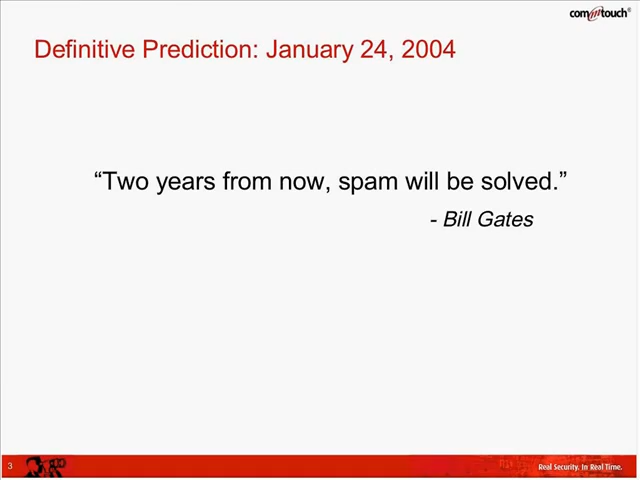 commtouch®
Definitive Prediction: January 24, 2004
“Two years from now, spam will be solved.”
- Bill Gates
3
Real Security. In Real Time.